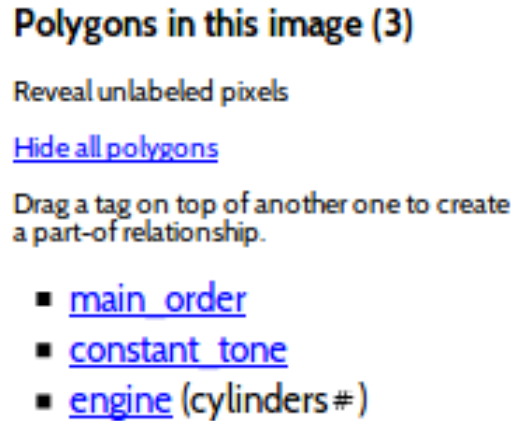 Polygons in this image (3)
Reveal unlabeled pixels
Hide all polygons
Drag a tag on top of another one to create
a part-of relationship.
▪ main_order
▪ constant_tone
▪ engine (cylinders#)